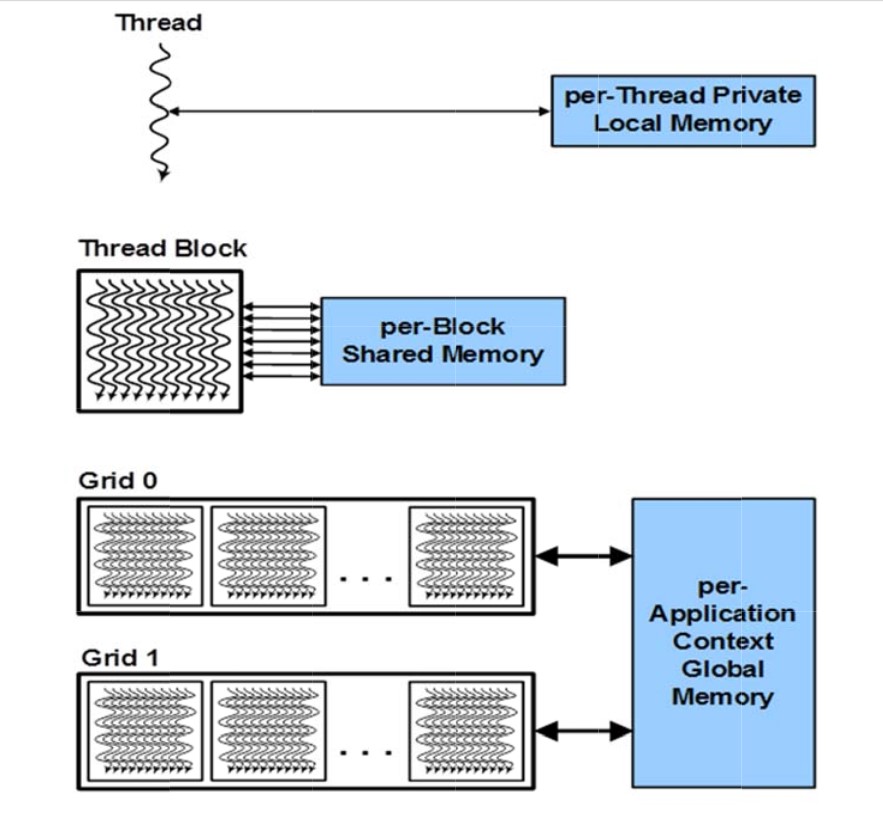 Thread
per-Thread Private
Local Memory
Thread Block
per-Block
Shared Memory
Grid 0
. . .
per-
Application
Context
Global
Memory
Grid 1
. . .